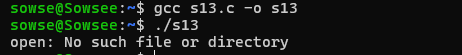 sowse@Sowsee:~$ gcc s13.c -o s13
sowse@Sowsee:~$ ./s13
open: No such file or directory